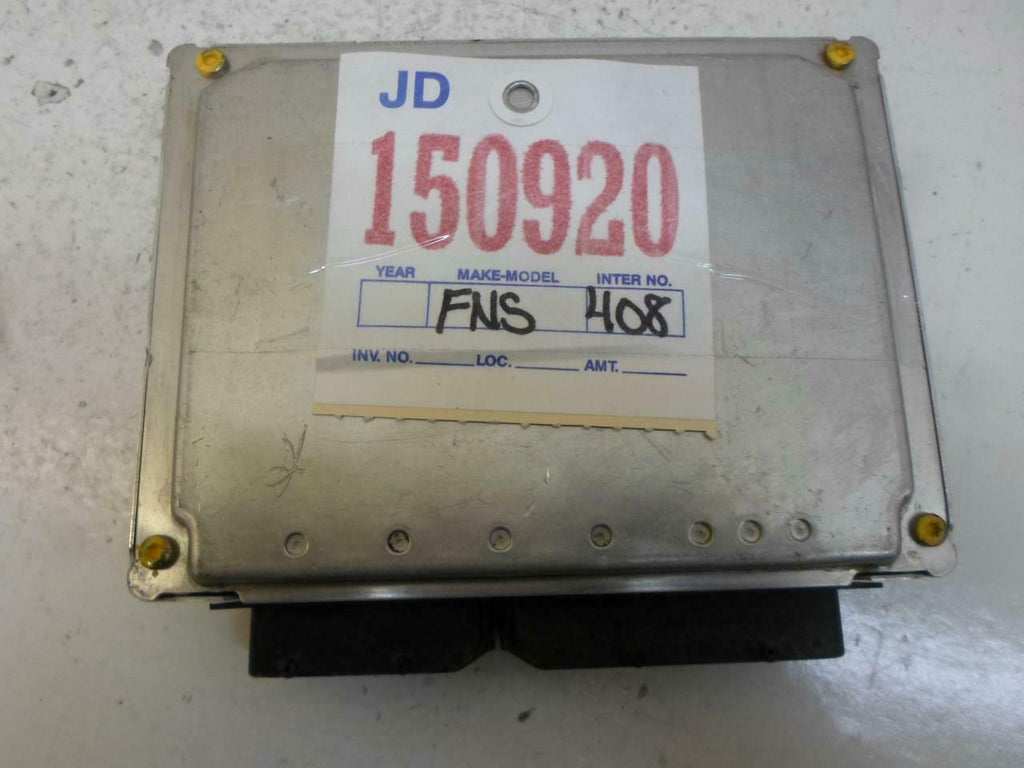 JD
150920
YEAR MAKE-MODEL INTER NO.
FNS 408
INV. NO. LOC. AMT.